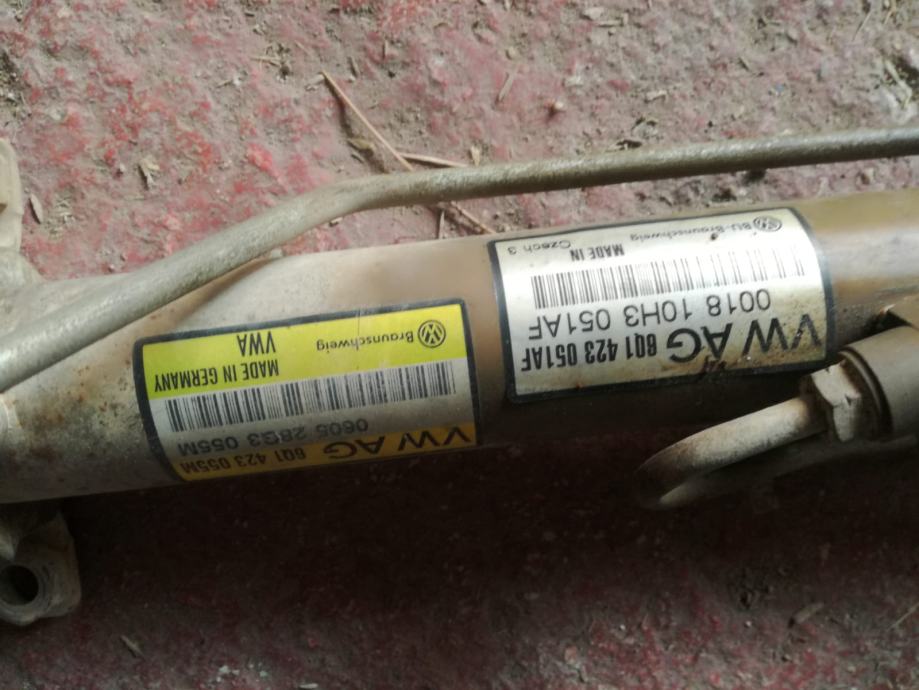 VW AG 6Q1 423 051AF
0018 10H3 051AF
MADE IN
Czech 3
BU-Braunschweig
VW AG 6Q1 423 055M
0605 28G3 055M
MADE IN GERMANY
VWA
Braunschweig